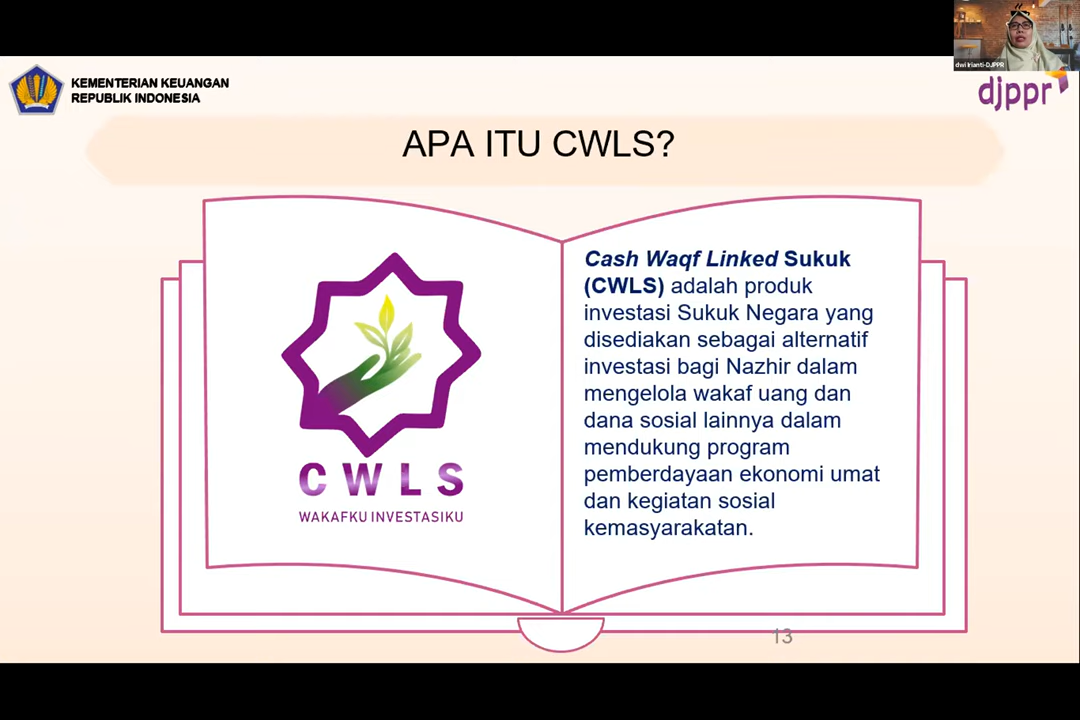 dwi Irianti-DJPPR
KEMENTERIAN KEUANGAN
REPUBLIK INDONESIA
djppr
APA ITU CWLS?
CWLS
WAKAFKU INVESTASIKU
Cash Waqf Linked Sukuk
(CWLS) adalah produk
investasi Sukuk Negara yang
disediakan sebagai alternatif
investasi bagi Nazhir dalam
mengelola wakaf uang dan
dana sosial lainnya dalam
mendukung program
pemberdayaan ekonomi umat
dan kegiatan sosial
kemasyarakatan.
13